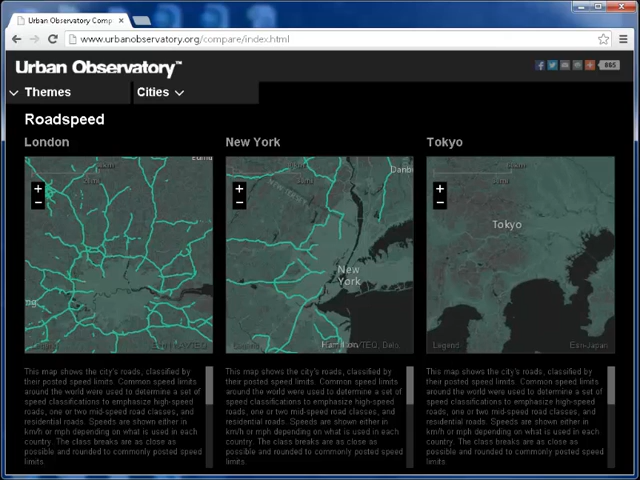 Urban Observatory Comp
www.urbanobservatory.org/compare/index.html
Urban Observatory™
885
Themes
Cities
Roadspeed
London
New York
Tokyo
Danb
New
York
Tokyo
Legend
Esri-Japan
This map shows the city's roads, classified by
their posted speed limits. Common speed limits
around the world were used to determine a set of
speed classifications to emphasize high-speed
roads, one or two mid-speed road classes, and
residential roads. Speeds are shown either in
km/h or mph depending on what is used in each
country. The class breaks are as close as
possible and rounded to commonly posted speed
limits.
This map shows the city's roads, classified by
their posted speed limits. Common speed limits
around the world were used to determine a set of
speed classifications to emphasize high-speed
roads, one or two mid-speed road classes, and
residential roads. Speeds are shown either in
km/h or mph depending on what is used in each
country. The class breaks are as close as
possible and rounded to commonly posted speed
limits.
This map shows the city's roads, classified by
their posted speed limits. Common speed limits
around the world were used to determine a set of
speed classifications to emphasize high-speed
roads, one or two mid-speed road classes, and
residential roads. Speeds are shown either in
km/h or mph depending on what is used in each
country. The class breaks are as close as
possible and rounded to commonly posted speed
limits.